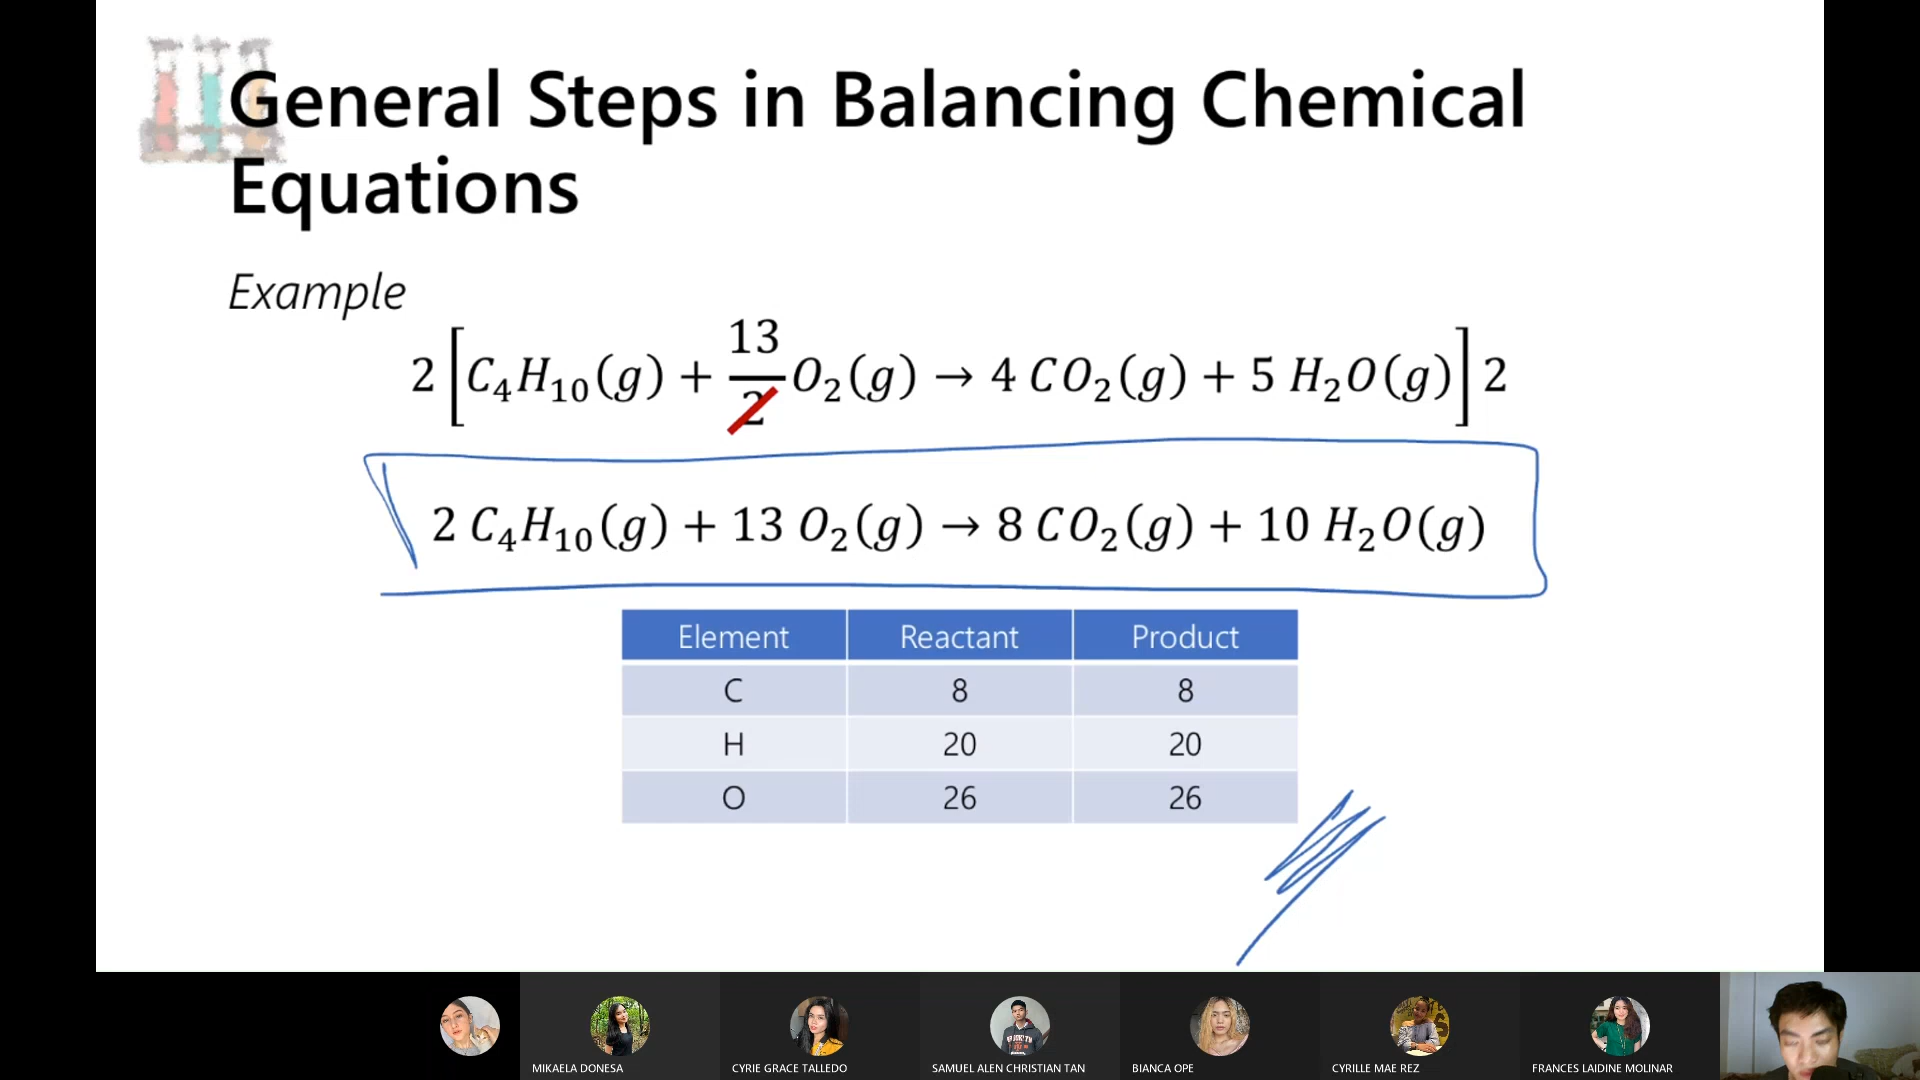 General Steps in Balancing Chemical
Equations
Example
2 [C₄H₁₀(g) + 13/2 O₂(g) → 4 CO₂(g) + 5 H₂O(g)] 2
2 C₄H₁₀(g) + 13 O₂(g) → 8 CO₂(g) + 10 H₂O(g)
Element Reactant Product
C 8 8
H 20 20
O 26 26
MIKAELA DONESA CYRIE GRACE TALLEDO SAMUEL ALEN CHRISTIAN TAN BIANCA OPE CYRILLE MAE REZ FRANCES LAIDINE MOLINAR